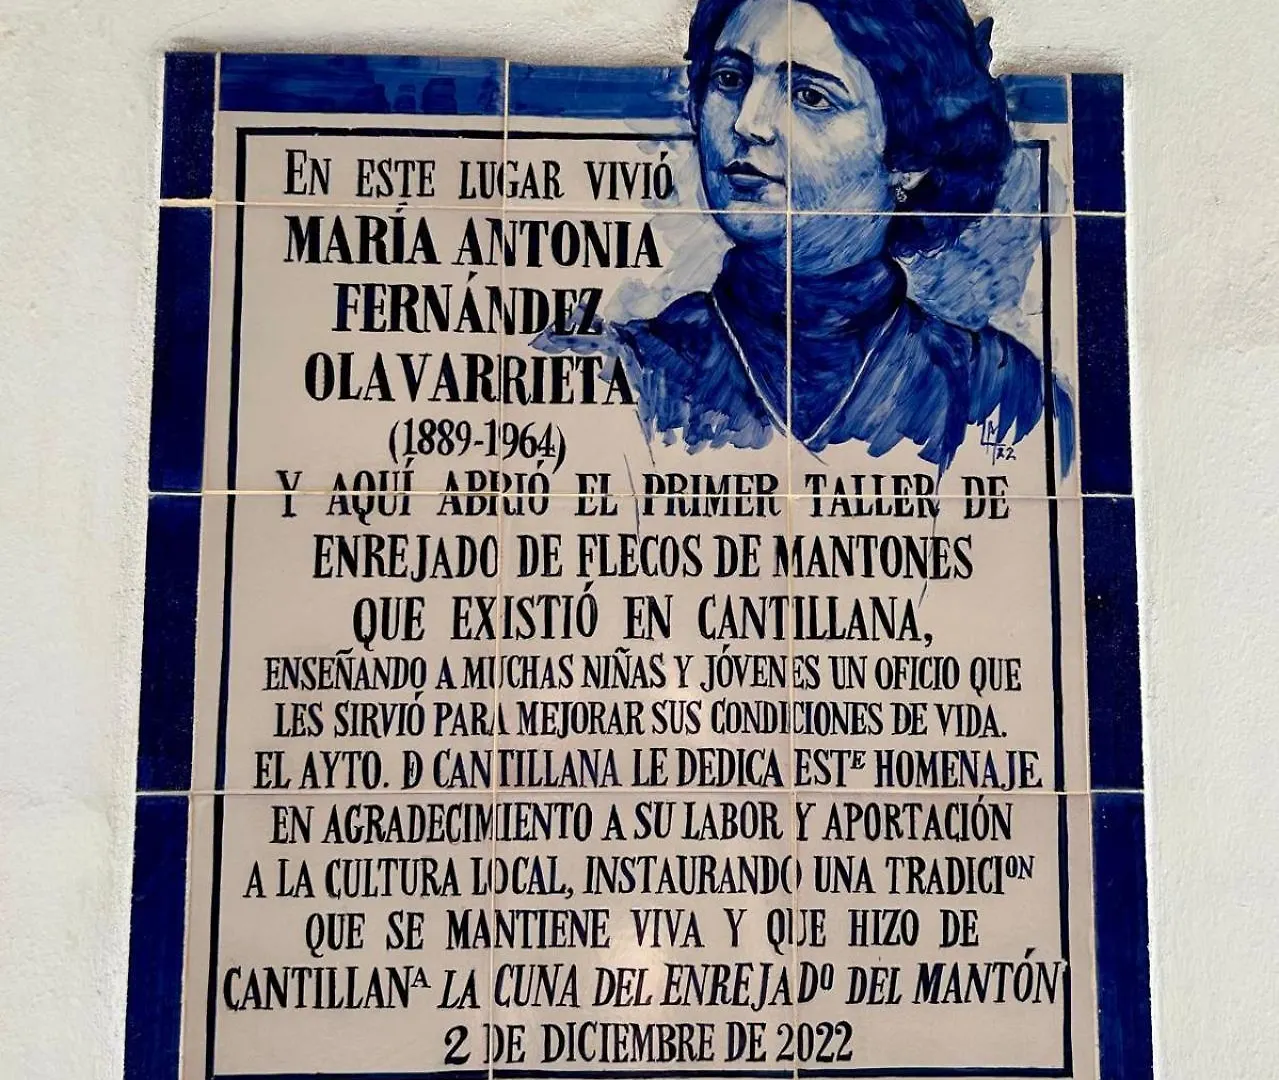 EN ESTE LUGAR VIVIÓ
MARÍA ANTONIA
FERNÁNDEZ
OLAVARRIETA
(1889-1964)
Y AQUÍ ABRIÓ EL PRIMER TALLER DE
ENREJADO DE FLECOS DE MANTONES
QUE EXISTIÓ EN CANTILLANA,
ENSEÑANDO A MUCHAS NIÑAS Y JÓVENES UN OFICIO QUE
LES SIRVIÓ PARA MEJORAR SUS CONDICIONES DE VIDA.
EL AYTO. D CANTILLANA LE DEDICA ESTE HOMENAJE
EN AGRADECIMIENTO A SU LABOR Y APORTACIÓN
A LA CULTURA LOCAL, INSTAURANDO UNA TRADICION
QUE SE MANTIENE VIVA Y QUE HIZO DE
CANTILLANA LA CUNA DEL ENREJADO DEL MANTÓN
2 DE DICIEMBRE DE 2022